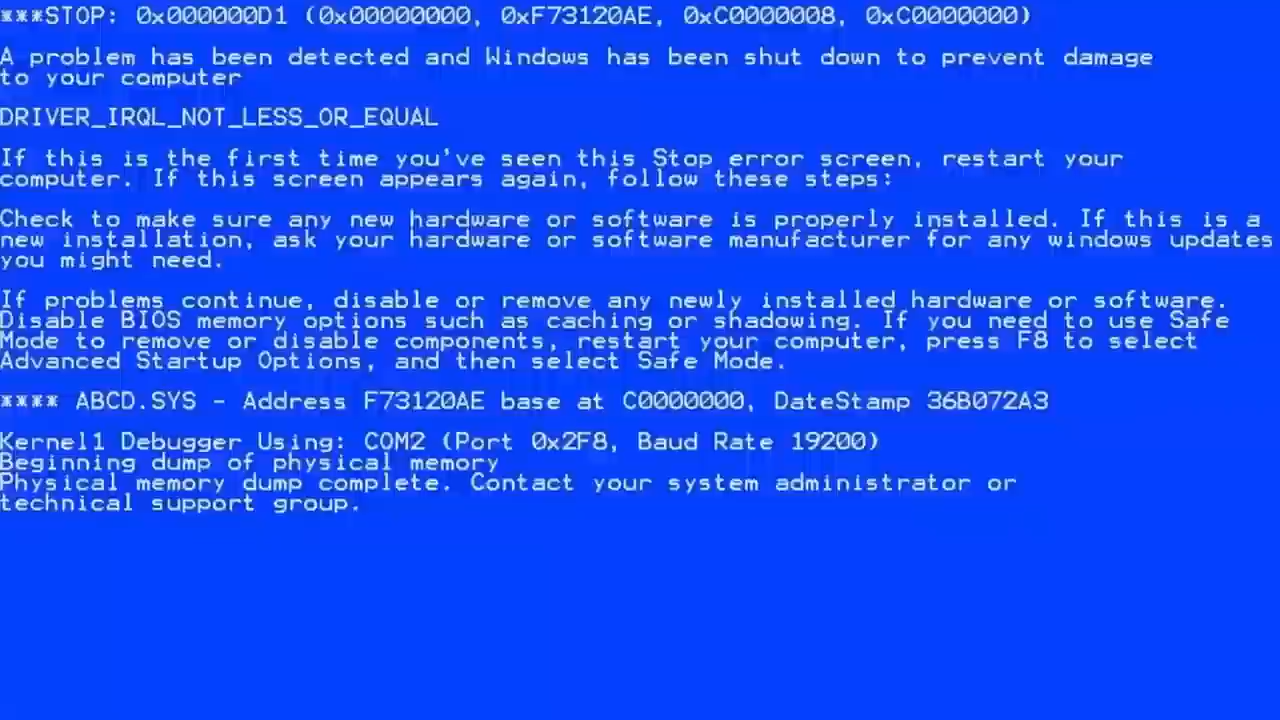 ***STOP: 0x000000D1 (0x00000000, 0xF73120AE, 0xC0000008, 0xC0000000)
A problem has been detected and Windows has been shut down to prevent damage
to your computer
DRIVER_IRQL_NOT_LESS_OR_EQUAL
If this is the first time you've seen this Stop error screen, restart your
computer. If this screen appears again, follow these steps:
Check to make sure any new hardware or software is properly installed. If this is a
new installation, ask your hardware or software manufacturer for any windows updates
you might need.
If problems continue, disable or remove any newly installed hardware or software.
Disable BIOS memory options such as caching or shadowing. If you need to use Safe
Mode to remove or disable components, restart your computer, press F8 to select
Advanced Startup Options, and then select Safe Mode.
**** ABCD.SYS - Address F73120AE base at C0000000, DateStamp 36B072A3
Kernel1 Debugger Using: COM2 (Port 0x2F8, Baud Rate 19200)
Beginning dump of physical memory
Physical memory dump complete. Contact your system administrator or
technical support group.